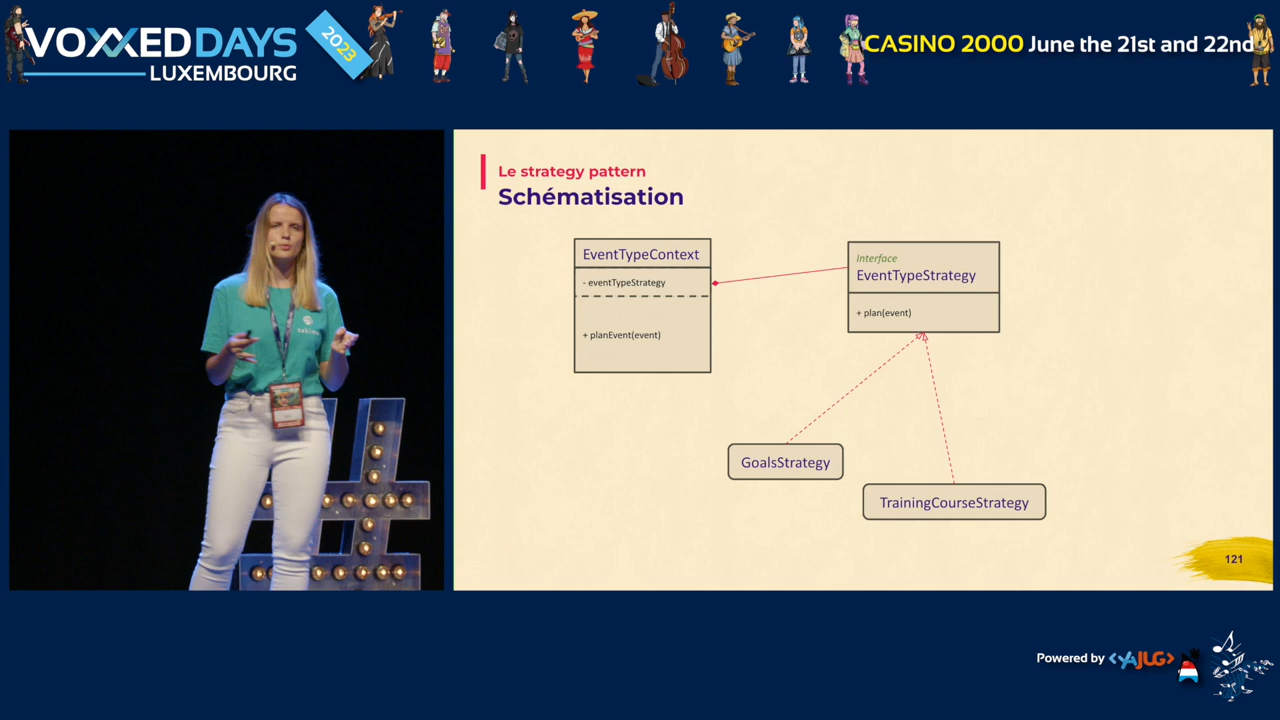 VOXXEDDAYS
LUXEMBOURG
2023
CASINO 2000 June the 21st and 22nd
Le strategy pattern
Schématisation
EventTypeContext
- eventTypeStrategy
+ planEvent(event)
Interface
EventTypeStrategy
+ plan(event)
GoalsStrategy
TrainingCourseStrategy
121
Powered by <YAJUG>